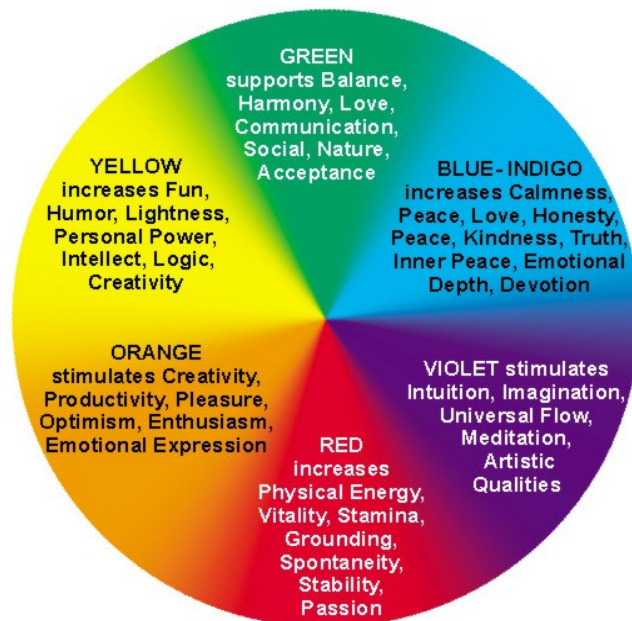 GREEN
supports Balance,
Harmony, Love,
Communication,
Social, Nature,
Acceptance
BLUE-INDIGO
increases Calmness,
Peace, Love, Honesty,
Peace, Kindness, Truth,
Inner Peace, Emotional
Depth, Devotion
VIOLET stimulates
Intuition, Imagination,
Universal Flow,
Meditation,
Artistic
Qualities
RED
increases
Physical Energy,
Vitality, Stamina,
Grounding,
Spontaneity,
Stability,
Passion
ORANGE
stimulates Creativity,
Productivity, Pleasure,
Optimism, Enthusiasm,
Emotional Expression
YELLOW
increases Fun,
Humor, Lightness,
Personal Power,
Intellect, Logic,
Creativity